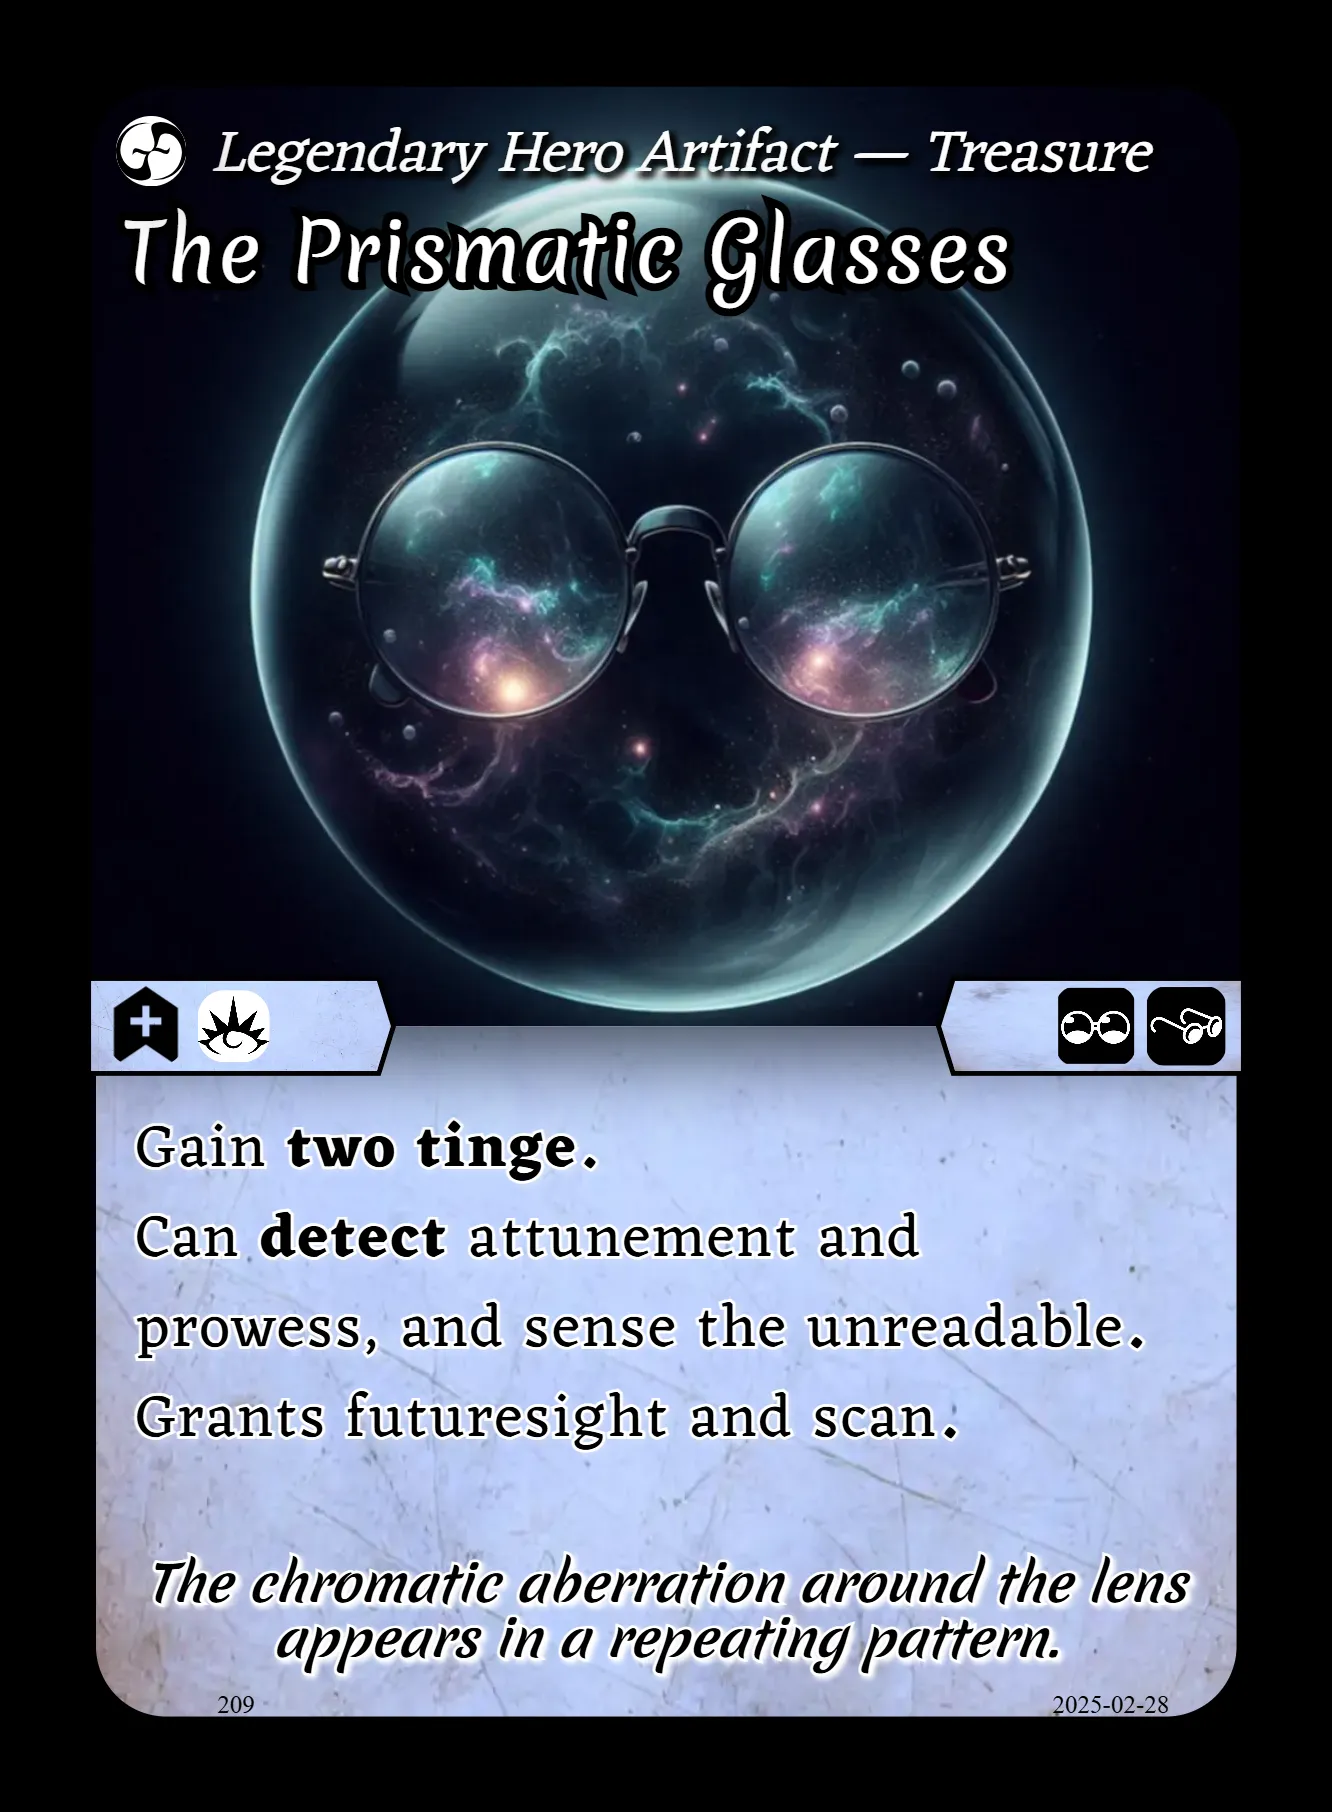 Legendary Hero Artifact — Treasure
The Prismatic Glasses
Gain two tinge.
Can detect attunement and
prowess, and sense the unreadable.
Grants futuresight and scan.
The chromatic aberration around the lens
appears in a repeating pattern.
209
2025-02-28